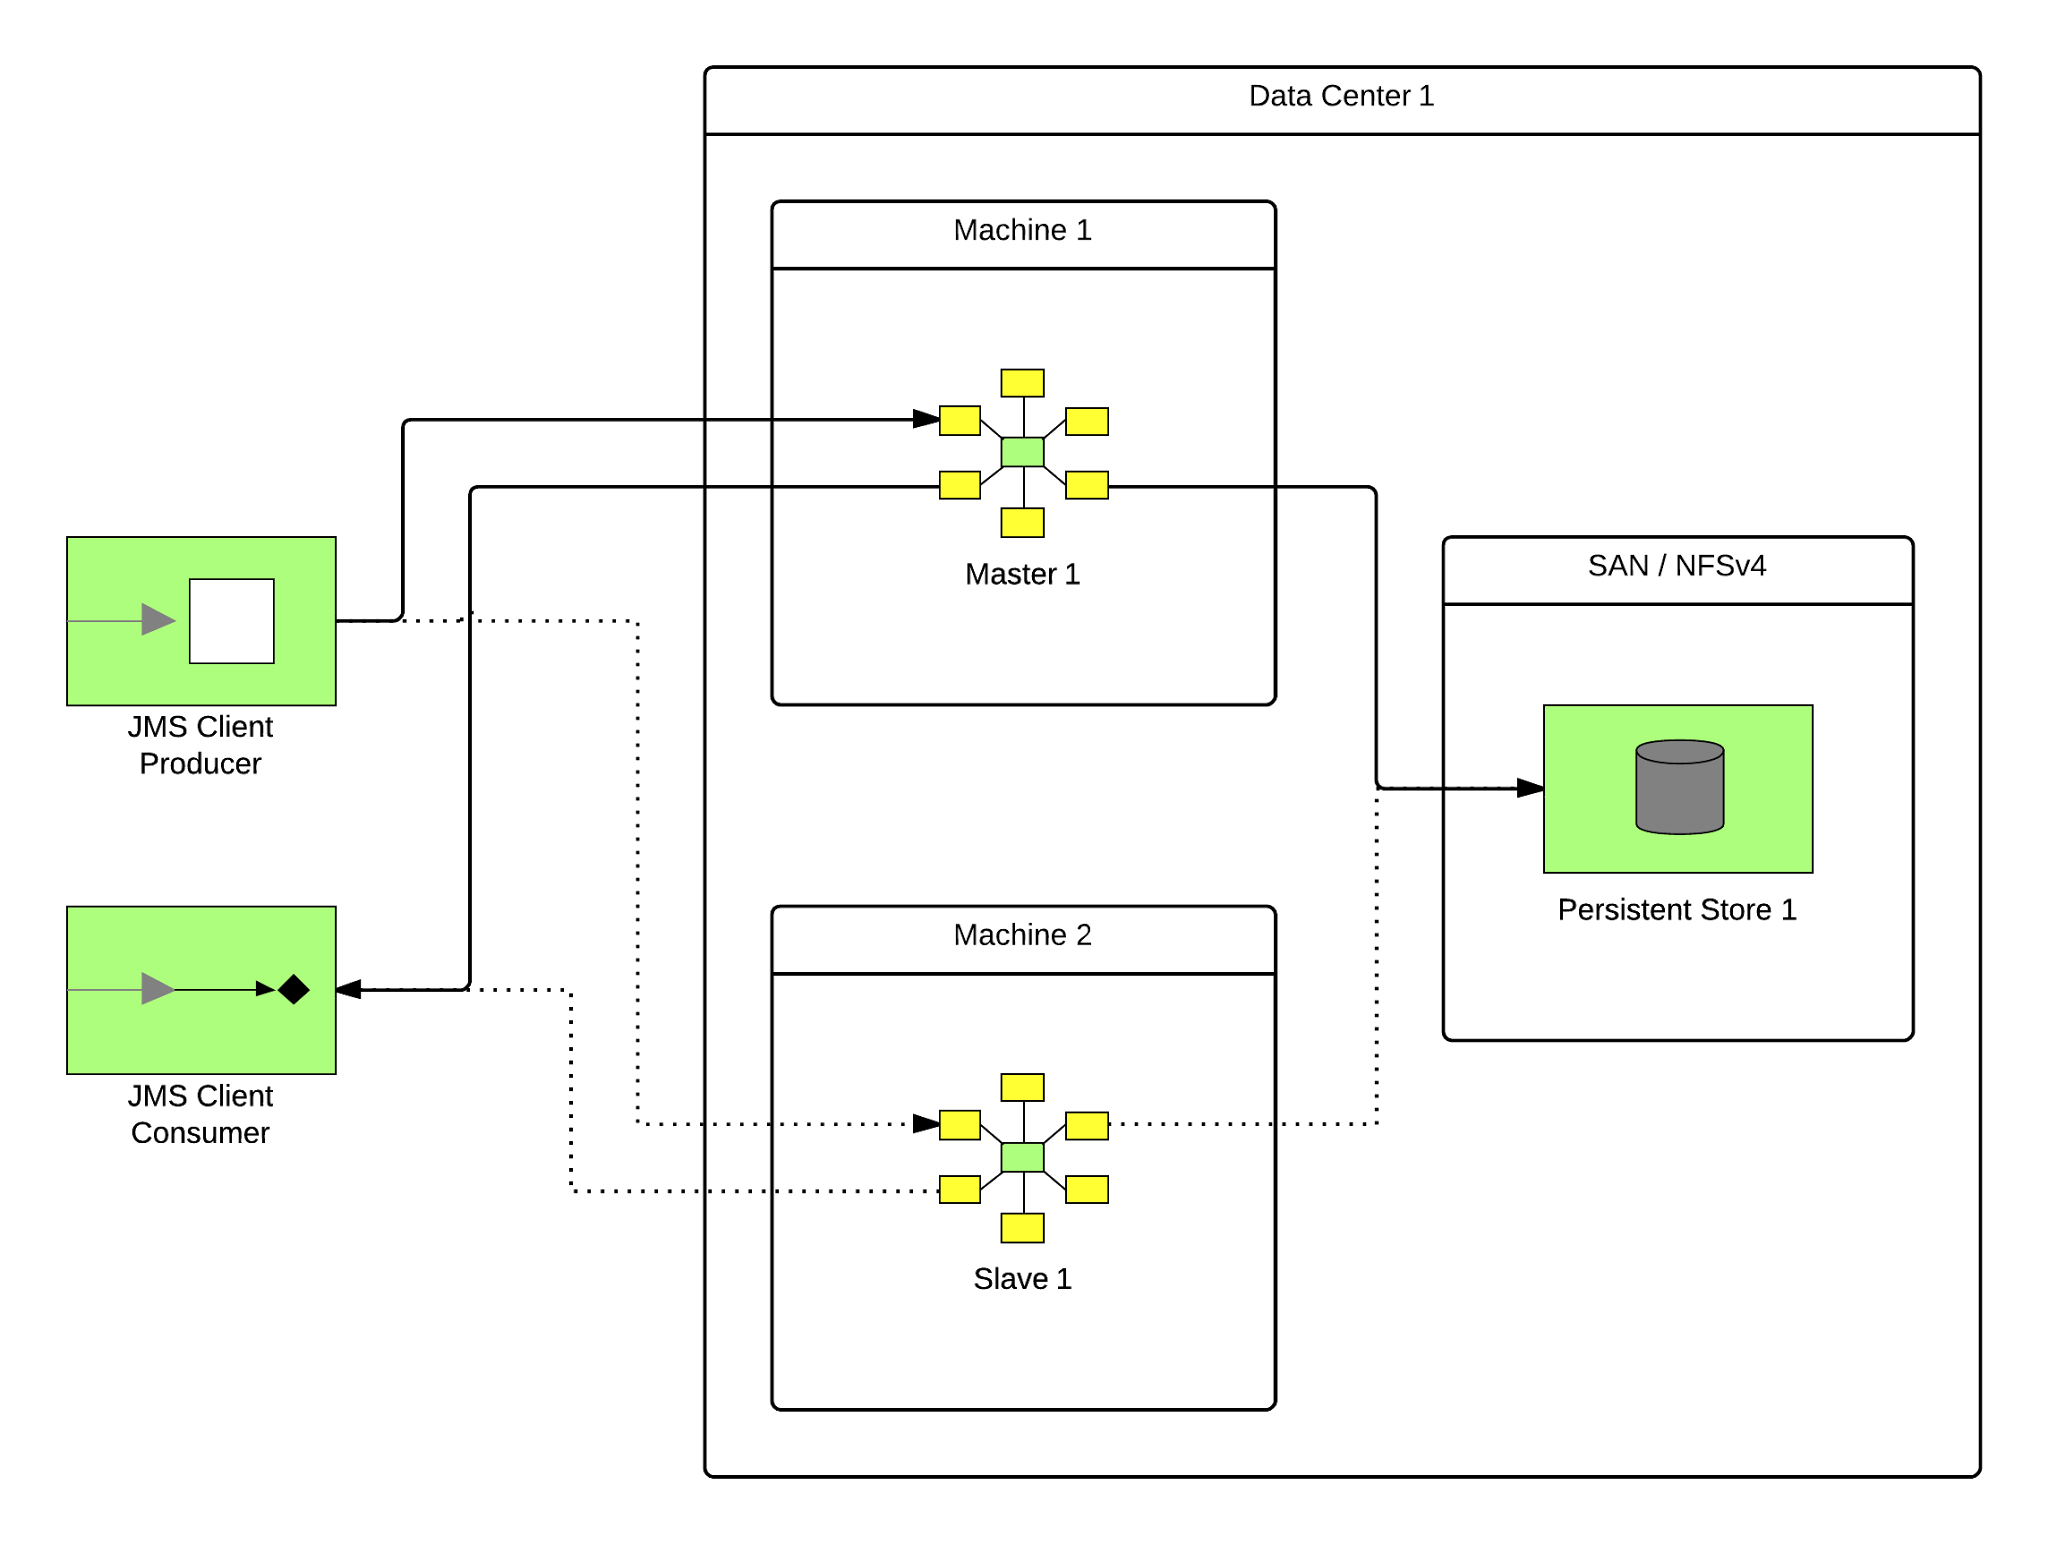 Data Center 1
Machine 1
Master 1
SAN / NFSv4
JMS Client
Producer
Persistent Store 1
Machine 2
JMS Client
Consumer
Slave 1